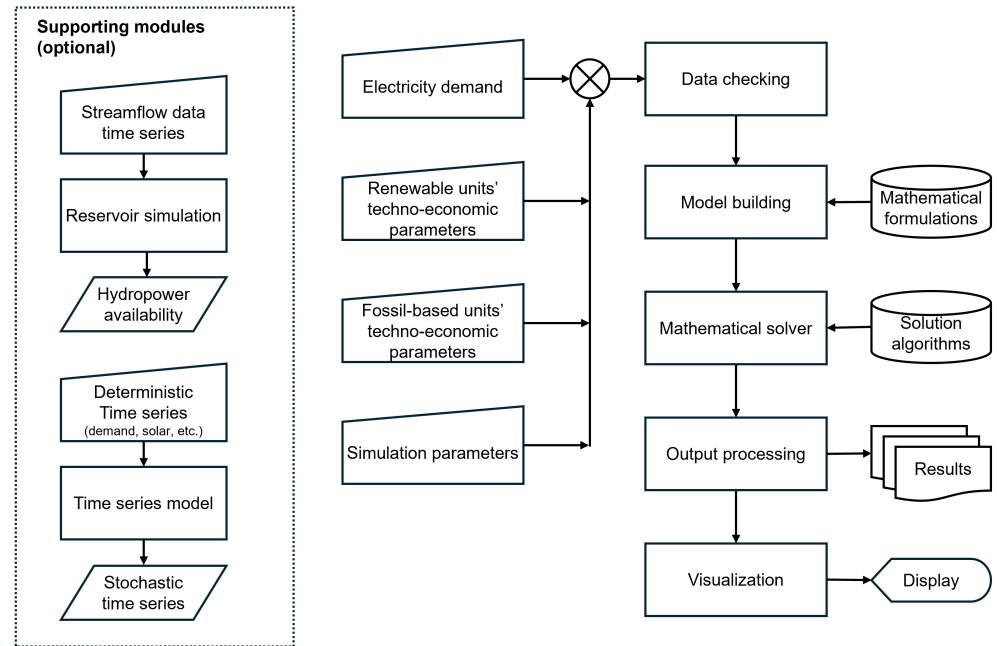 Supporting modules
(optional)
Streamflow data
time series
Reservoir simulation
Hydropower
availability
Deterministic
Time series
(demand, solar, etc.)
Time series model
Stochastic
time series
Electricity demand
Renewable units’
techno-economic
parameters
Fossil-based units’
techno-economic
parameters
Simulation parameters
Data checking
Model building
Mathematical
formulations
Mathematical solver
Solution
algorithms
Output processing
Results
Visualization
Display